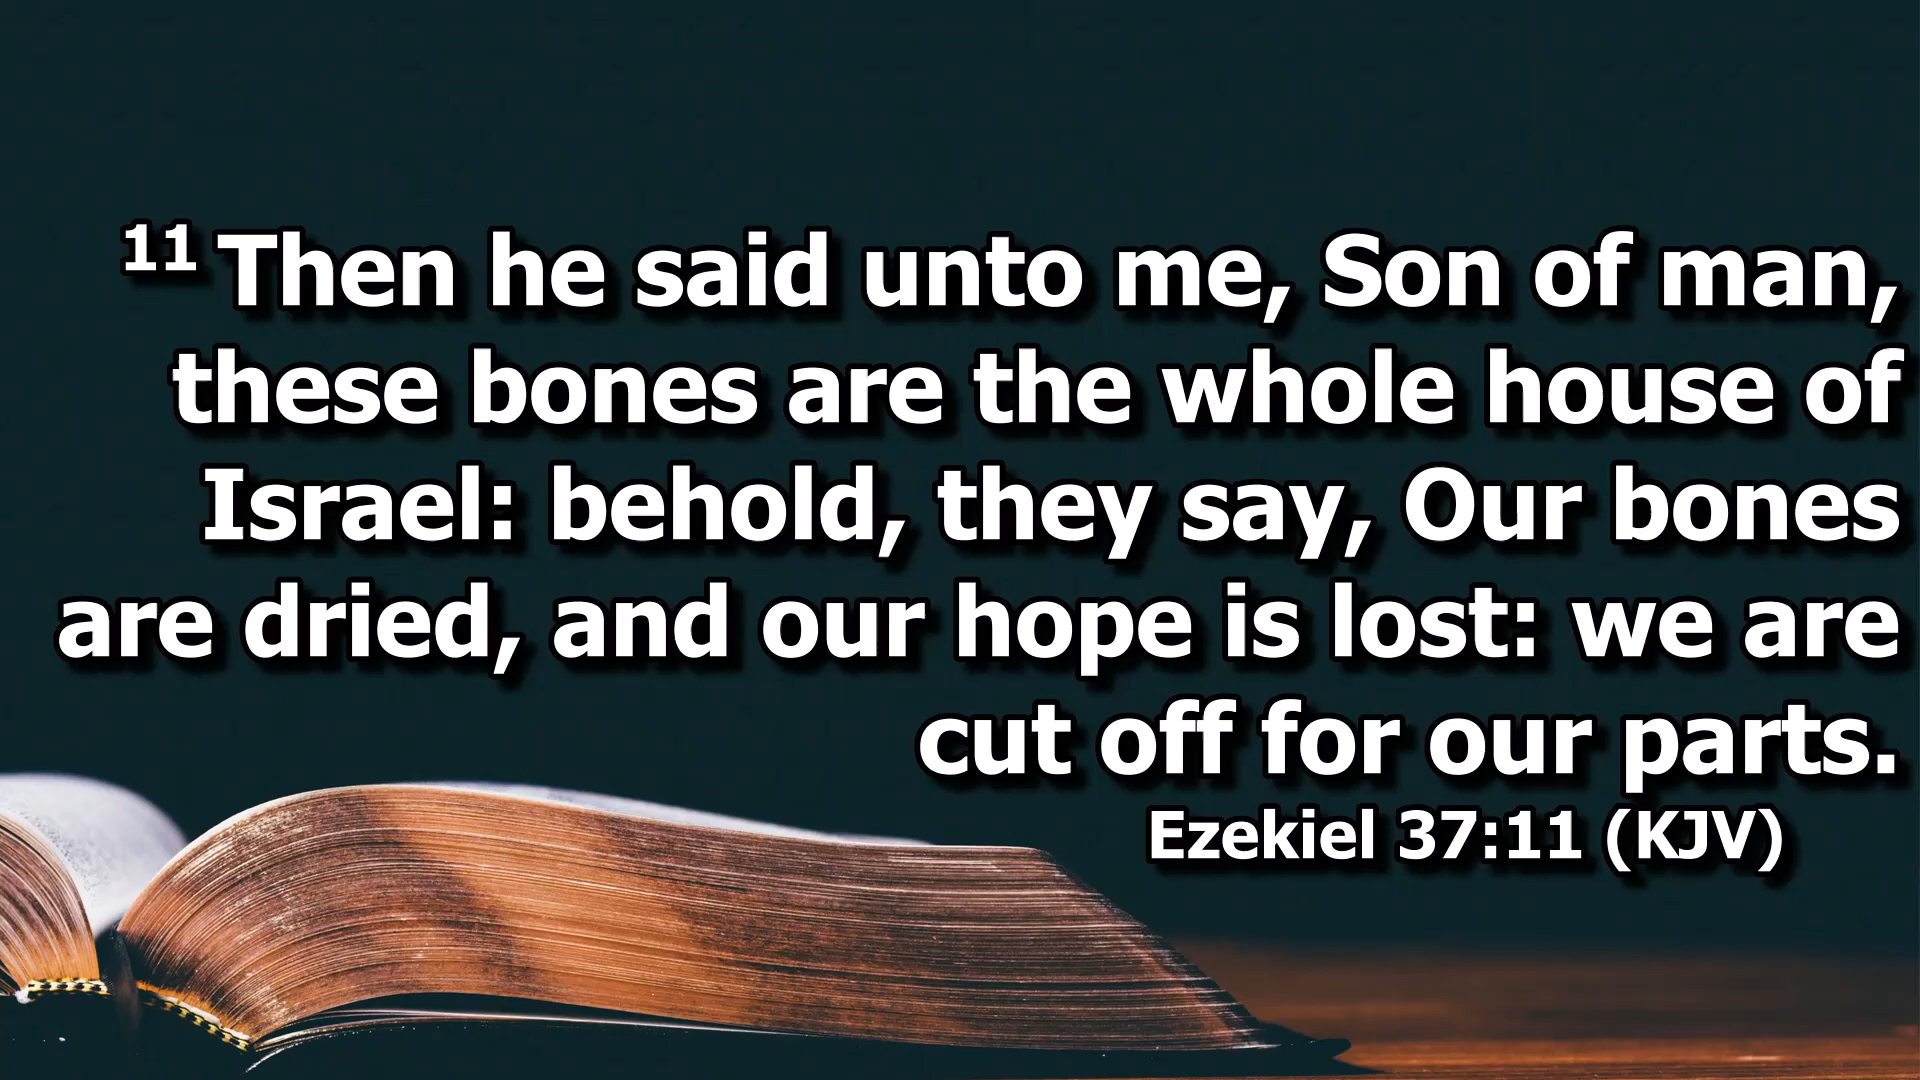 11 Then he said unto me, Son of man,
these bones are the whole house of
Israel: behold, they say, Our bones
are dried, and our hope is lost: we are
cut off for our parts.
Ezekiel 37:11 (KJV)